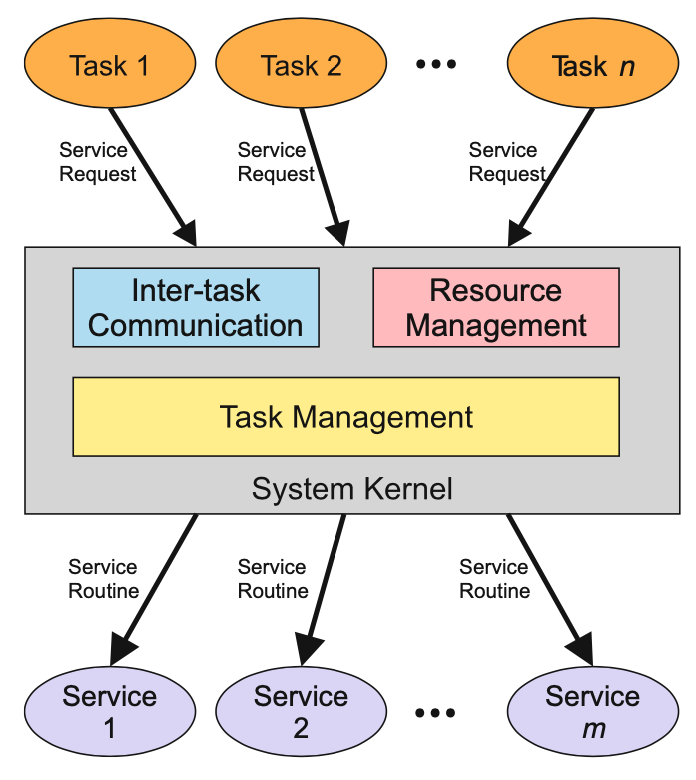 Task 1
Task 2
•••
Task n
Service
Request
Service
Request
Service
Request
Inter-task
Communication
Resource
Management
Task Management
System Kernel
Service
Routine
Service
Routine
Service
Routine
Service
1
Service
2
•••
Service
m